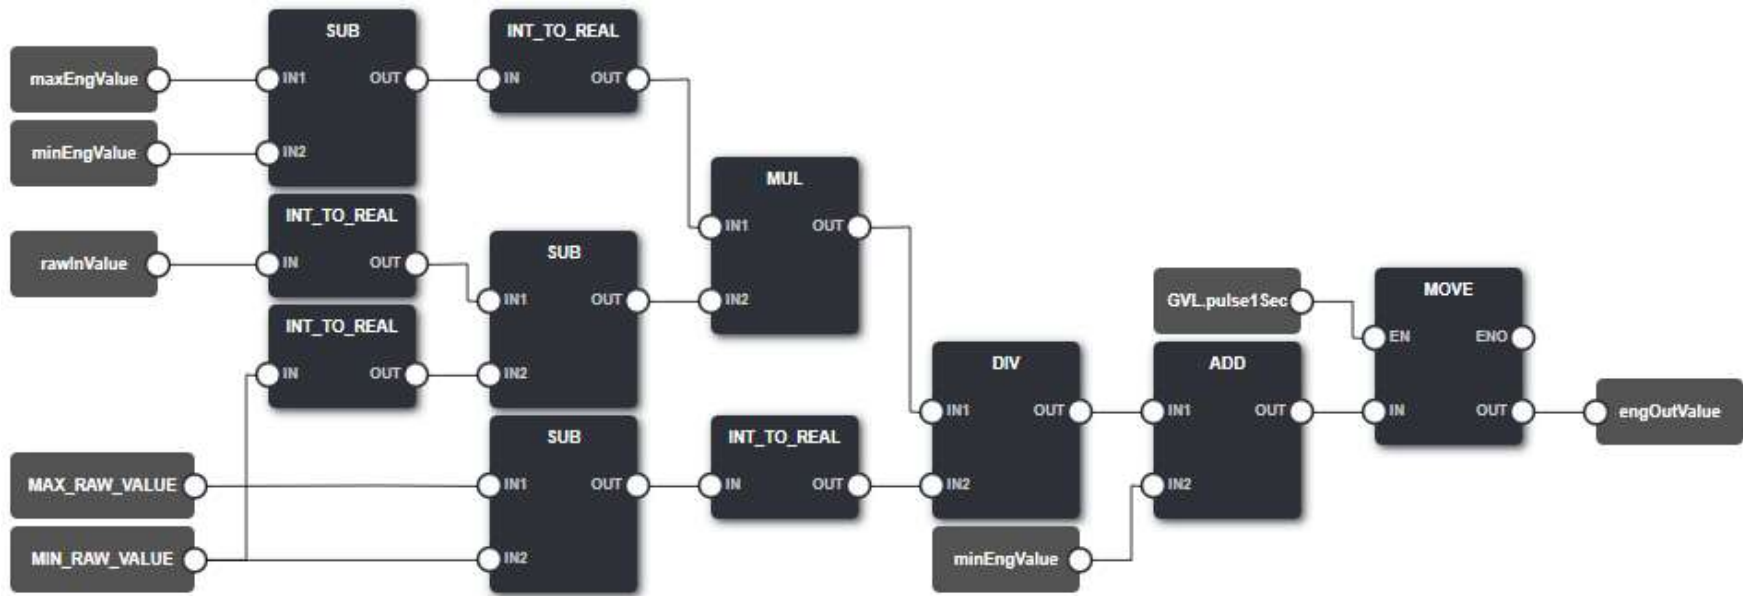 SUB
INT_TO_REAL
maxEngValue
IN1
OUT
IN
OUT
minEngValue
IN2
MUL
INT_TO_REAL
IN1
OUT
rawInValue
IN
OUT
SUB
IN1
OUT
IN2
GVL.pulse1Sec
MOVE
INT_TO_REAL
EN
ENO
IN
OUT
IN2
DIV
ADD
IN1
OUT
IN1
OUT
IN
OUT
engOutValue
SUB
INT_TO_REAL
MAX_RAW_VALUE
IN1
OUT
IN
OUT
IN2
IN2
MIN_RAW_VALUE
IN2
minEngValue